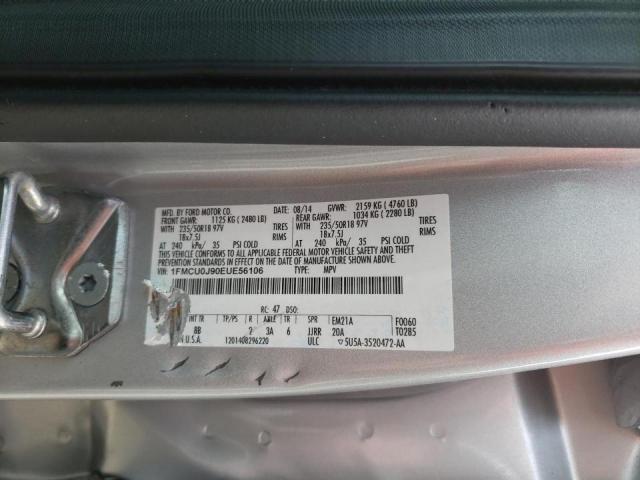 MFD. BY FORD MOTOR CO. DATE: 08/14 GVWR: 2159 KG ( 4760 LB)
FRONT GAWR: 1125 KG ( 2480 LB) REAR GAWR: 1034 KG ( 2280 LB)
WITH 235/50R18 97V TIRES WITH 235/50R18 97V TIRES
18x7.5J RIMS 18x7.5J RIMS
AT 240 kPa/ 35 PSI COLD AT 240 kPa/ 35 PSI COLD
THIS VEHICLE CONFORMS TO ALL APPLICABLE FEDERAL MOTOR VEHICLE SAFETY
AND THEFT PREVENTION STANDARDS IN EFFECT ON THE DATE OF MANUFACTURE SHOWN ABOVE.
VIN: 1FMCU0J90EUE56106 TYPE: MPV
RC: 47 DSO:
INT TR TP/PS R AXLE TR SPR EM21A F0060
8B 2 3A 6 JJRR 20A T0285
IN U.S.A. 1201408296220 ULC 5U5A-3520472-AA